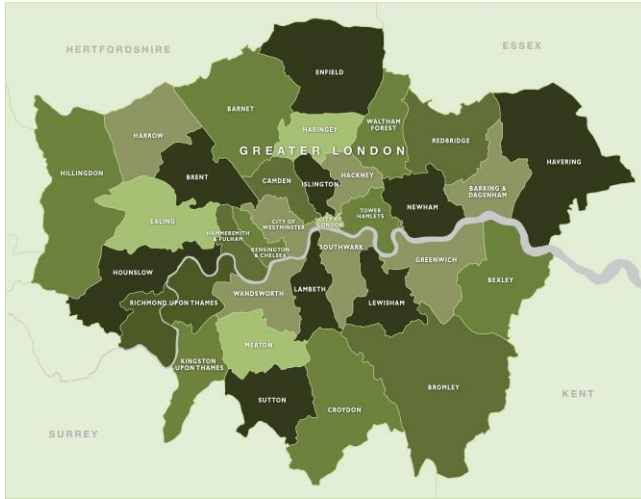 HERTFORDSHIRE
ESSEX
ENFIELD
BARNET
HARINGEY
WALTHAM
FOREST
REDBRIDGE
HAVERING
HARROW
GREATER LONDON
HILLINGDON
BRENT
CAMDEN
ISLINGTON
HACKNEY
BARKING &
DAGENHAM
NEWHAM
EALING
CITY OF
WESTMINSTER
CITY OF
LONDON
TOWER
HAMLETS
HAMMERSMITH
& FULHAM
KENSINGTON
& CHELSEA
SOUTHWARK
GREENWICH
HOUNSLOW
BEXLEY
RICHMOND UPON THAMES
WANDSWORTH
LAMBETH
LEWISHAM
MERTON
KINGSTON
UPON THAMES
SUTTON
CROYDON
BROMLEY
KENT
SURREY